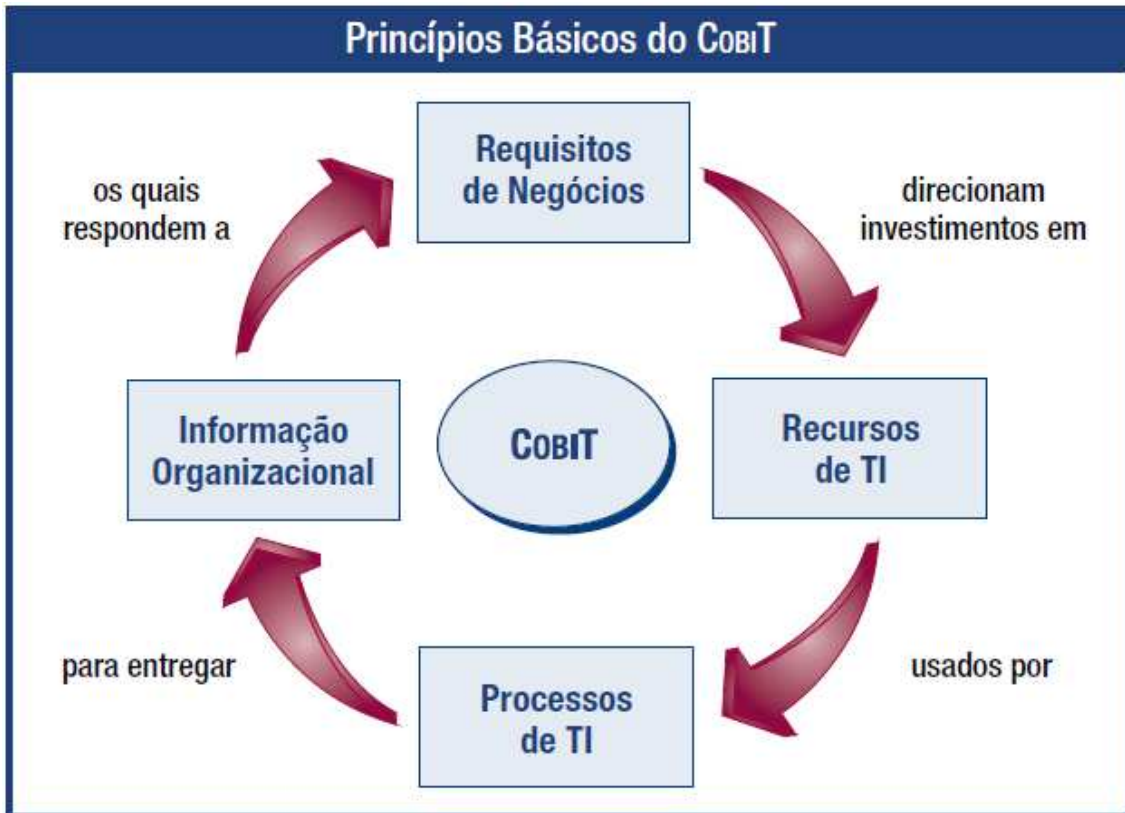 Princípios Básicos do COBIT
Requisitos
de Negócios
direcionam
investimentos em
Recursos
de TI
usados por
Processos
de TI
para entregar
Informação
Organizacional
os quais
respondem a
COBIT